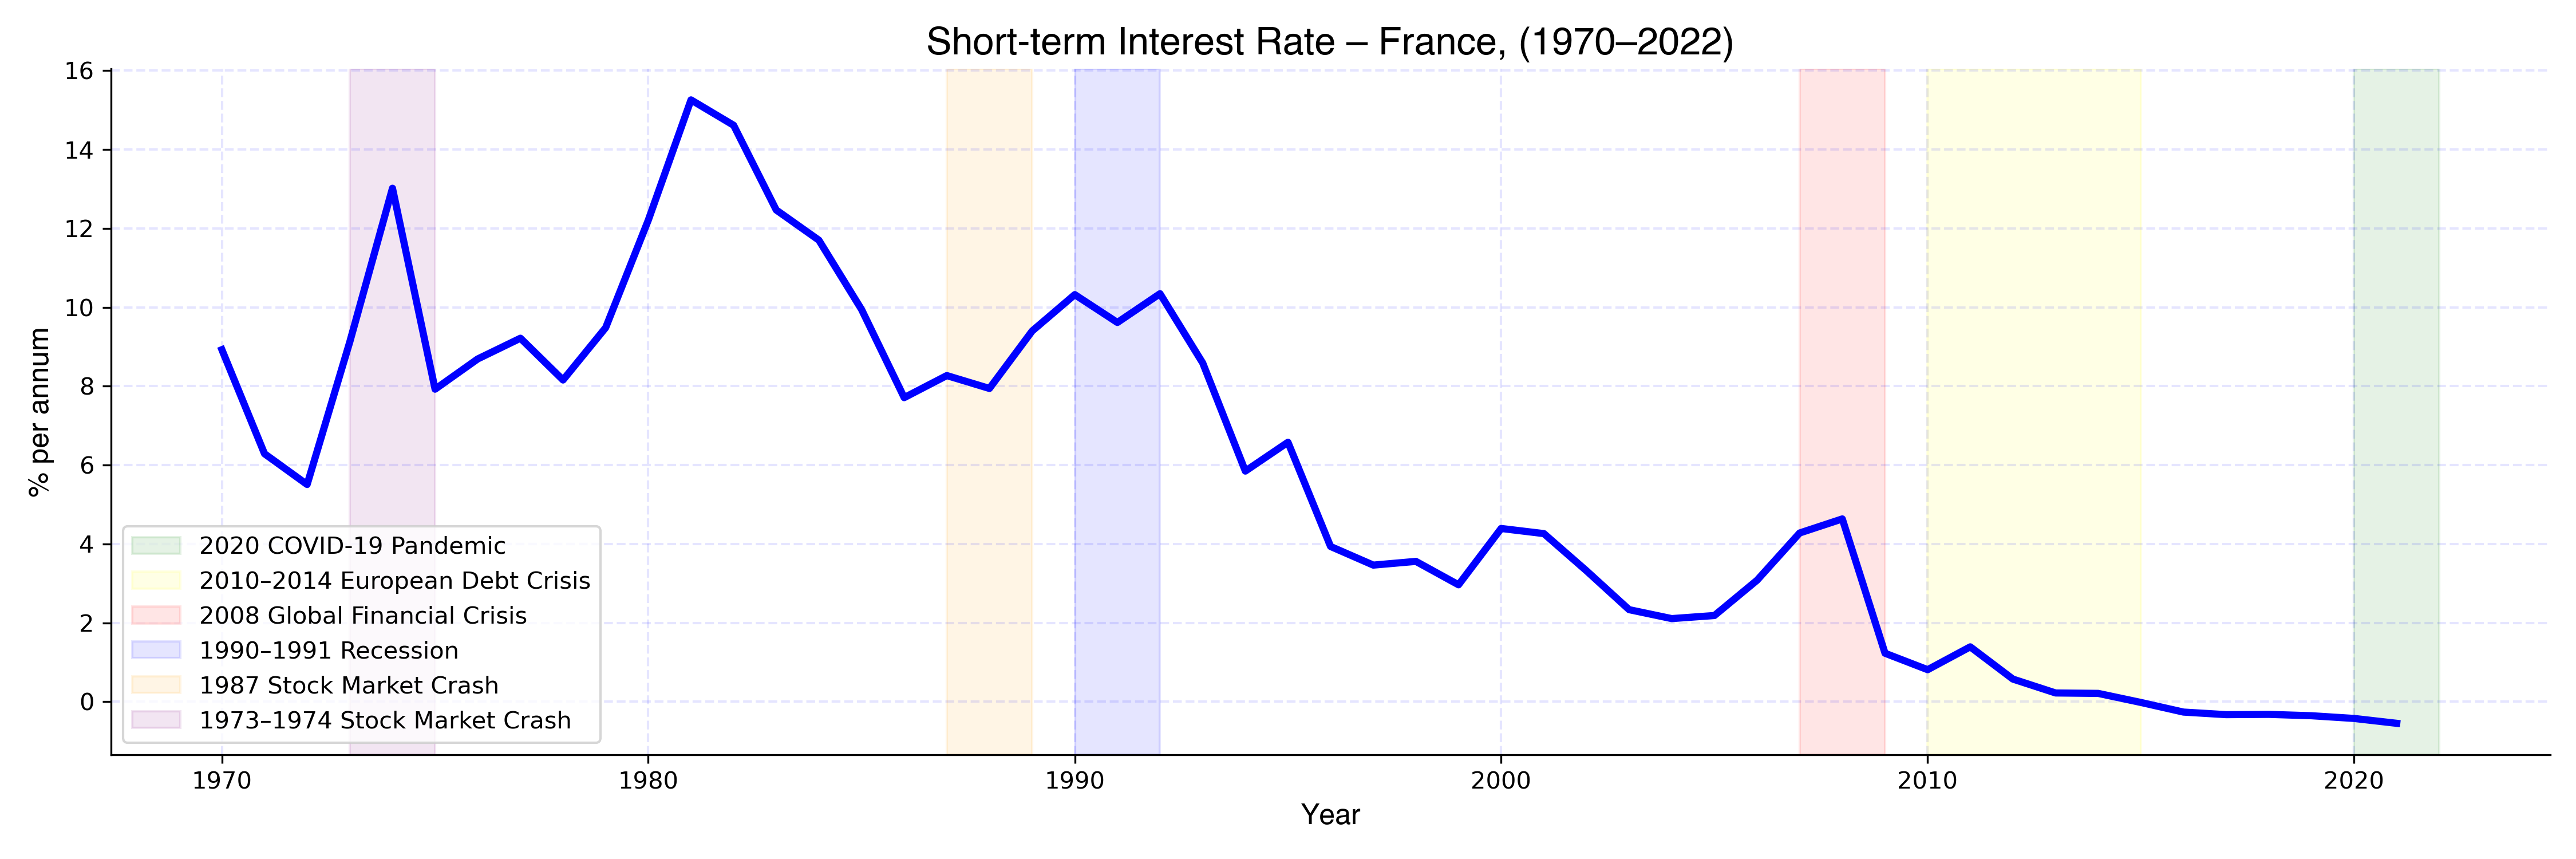 Short-term Interest Rate – France, (1970–2022)
16
14
12
10
8
6
4
2
0
% per annum
2020 COVID-19 Pandemic
2010–2014 European Debt Crisis
2008 Global Financial Crisis
1990–1991 Recession
1987 Stock Market Crash
1973–1974 Stock Market Crash
1970 1980 1990 2000 2010 2020
Year